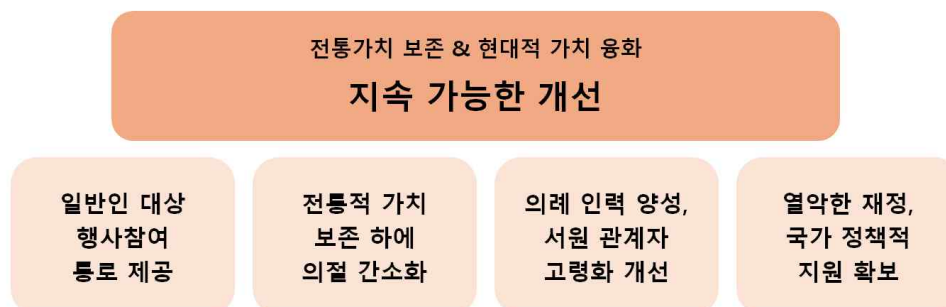 전통가치 보존 & 현대적 가치 융화
지속 가능한 개선
일반인 대상
행사참여
통로 제공
전통적 가치
보존 하에
의절 간소화
의례 인력 양성,
서원 관계자
고령화 개선
열악한 재정,
국가 정책적
지원 확보